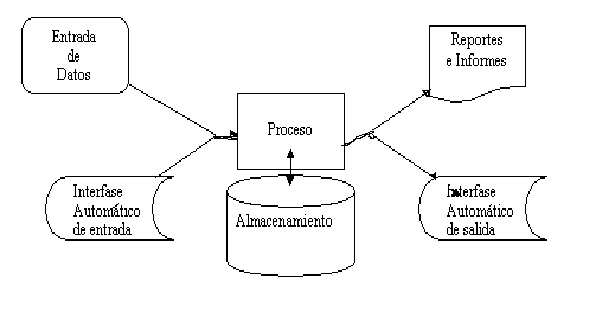 Entrada
de
Datos
Reportes
e Informes
Proceso
Interfase
Automático
de entrada
Almacenamiento
Interfase
Automático
de salida